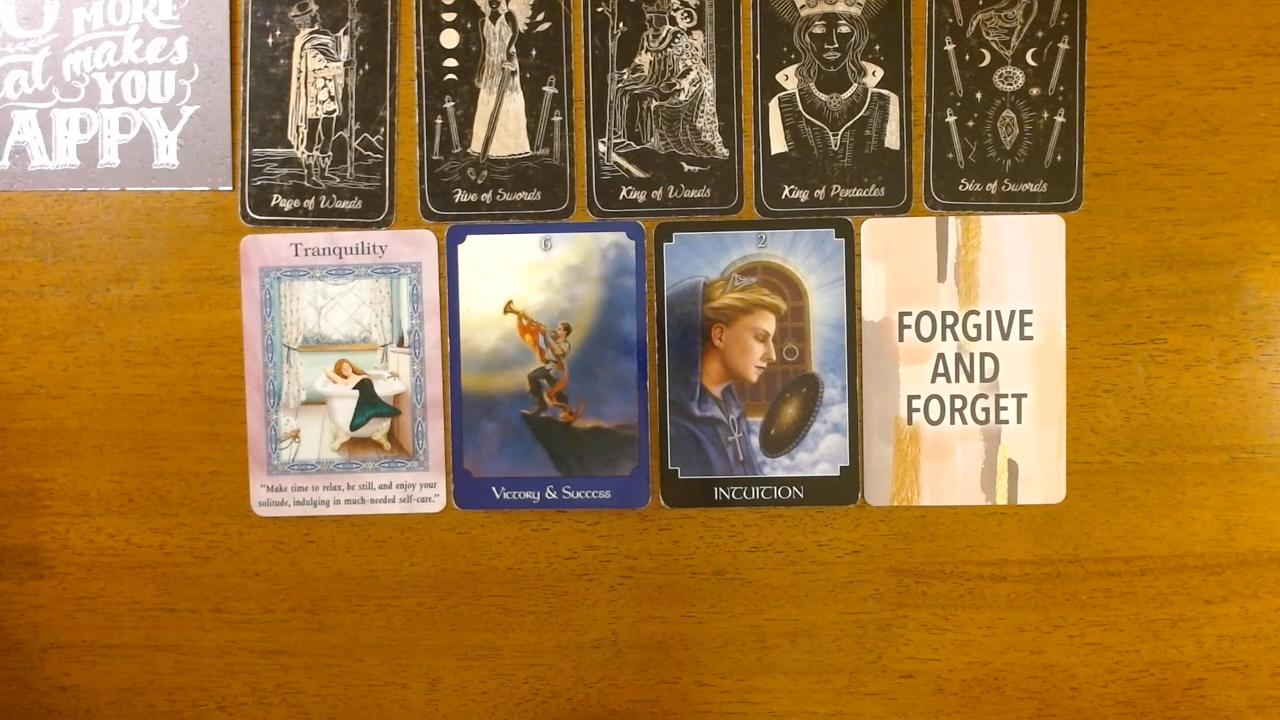 MORE
makes
YOU
Page of Wands
Five of Swords
King of Wands
King of Pentacles
Six of Swords
Tranquility
"Make time to relax, be still, and enjoy your
solitude, indulging in much-needed self-care."
6
Victory & Success
2
INTUITION
FORGIVE
AND
FORGET